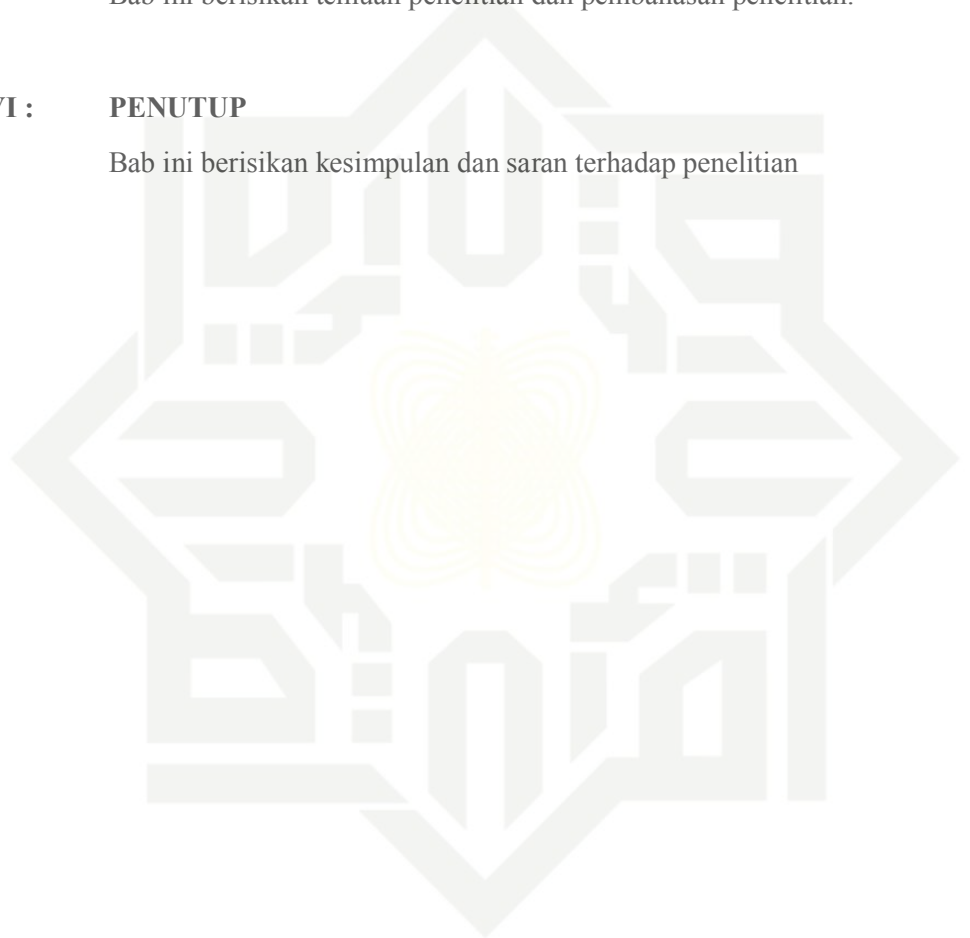 Bab ini berisikan temuan penelitian dan pembahasan penelitian.
VI : PENUTUP
Bab ini berisikan kesimpulan dan saran terhadap penelitian